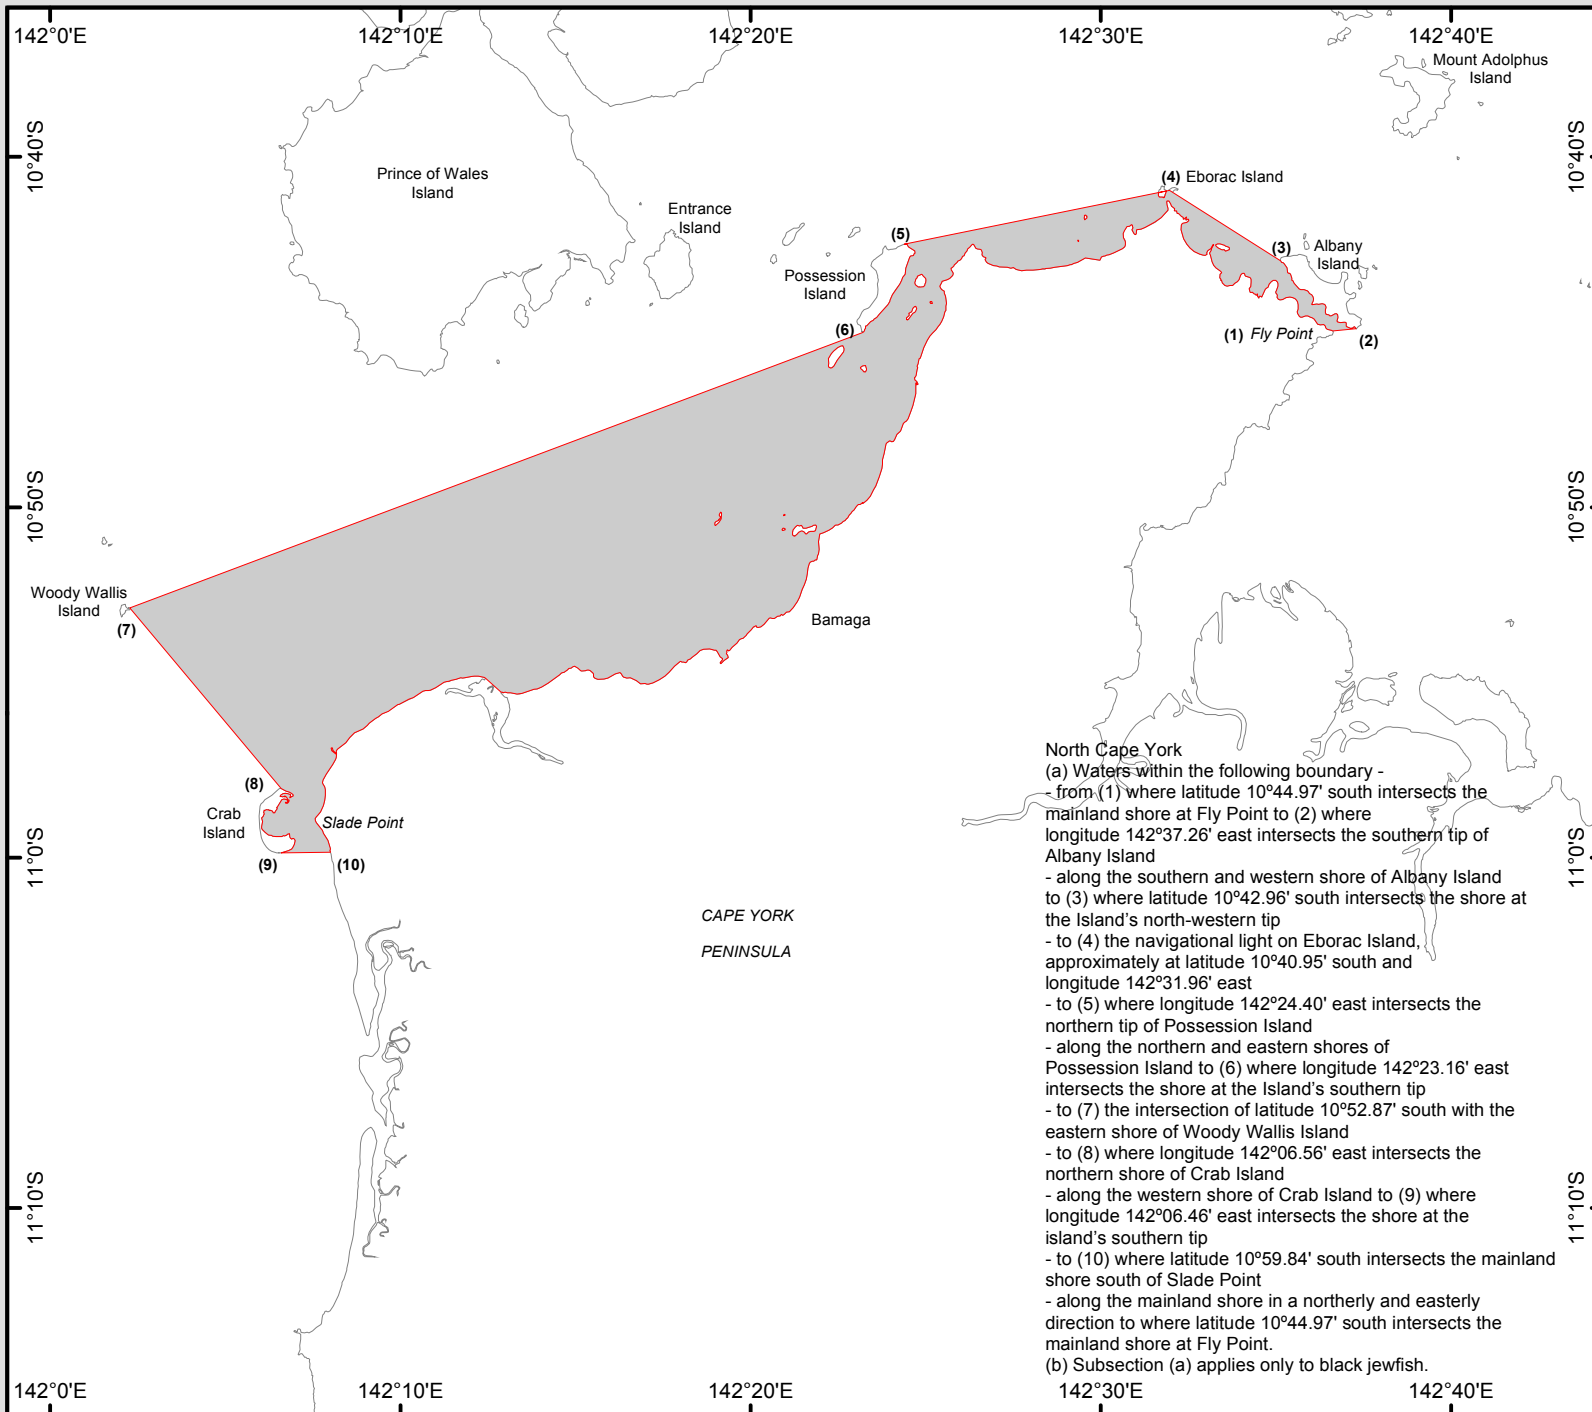 142°0'E
142°10'E
142°20'E
142°30'E
142°40'E
Mount Adolphus
Island
10°40'S
10°40'S
Prince of Wales
Island
(4) Eborac Island
Entrance
Island
(5)
(3)
Albany
Island
Possession
Island
(6)
(1) Fly Point
(2)
10°50'S
10°50'S
Woody Wallis
Island
(7)
Bamaga
(8)
Crab
Island
Slade Point
(9)
(10)
11°0'S
11°0'S
CAPE YORK
PENINSULA
North Cape York
(a) Waters within the following boundary -
- from (1) where latitude 10º44.97' south intersects the
mainland shore at Fly Point to (2) where
longitude 142º37.26' east intersects the southern tip of
Albany Island
- along the southern and western shore of Albany Island
to (3) where latitude 10º42.96' south intersects the shore at
the Island's north-western tip
- to (4) the navigational light on Eborac Island,
approximately at latitude 10º40.95' south and
longitude 142º31.96' east
- to (5) where longitude 142º24.40' east intersects the
northern tip of Possession Island
- along the northern and eastern shores of
Possession Island to (6) where longitude 142º23.16' east
intersects the shore at the Island's southern tip
- to (7) the intersection of latitude 10º52.87' south with the
eastern shore of Woody Wallis Island
- to (8) where longitude 142º06.56' east intersects the
northern shore of Crab Island
- along the western shore of Crab Island to (9) where
longitude 142º06.46' east intersects the shore at the
island's southern tip
- to (10) where latitude 10º59.84' south intersects the mainland
shore south of Slade Point
- along the mainland shore in a northerly and easterly
direction to where latitude 10º44.97' south intersects the
mainland shore at Fly Point.
(b) Subsection (a) applies only to black jewfish.
11°10'S
11°10'S
142°0'E
142°10'E
142°20'E
142°30'E
142°40'E